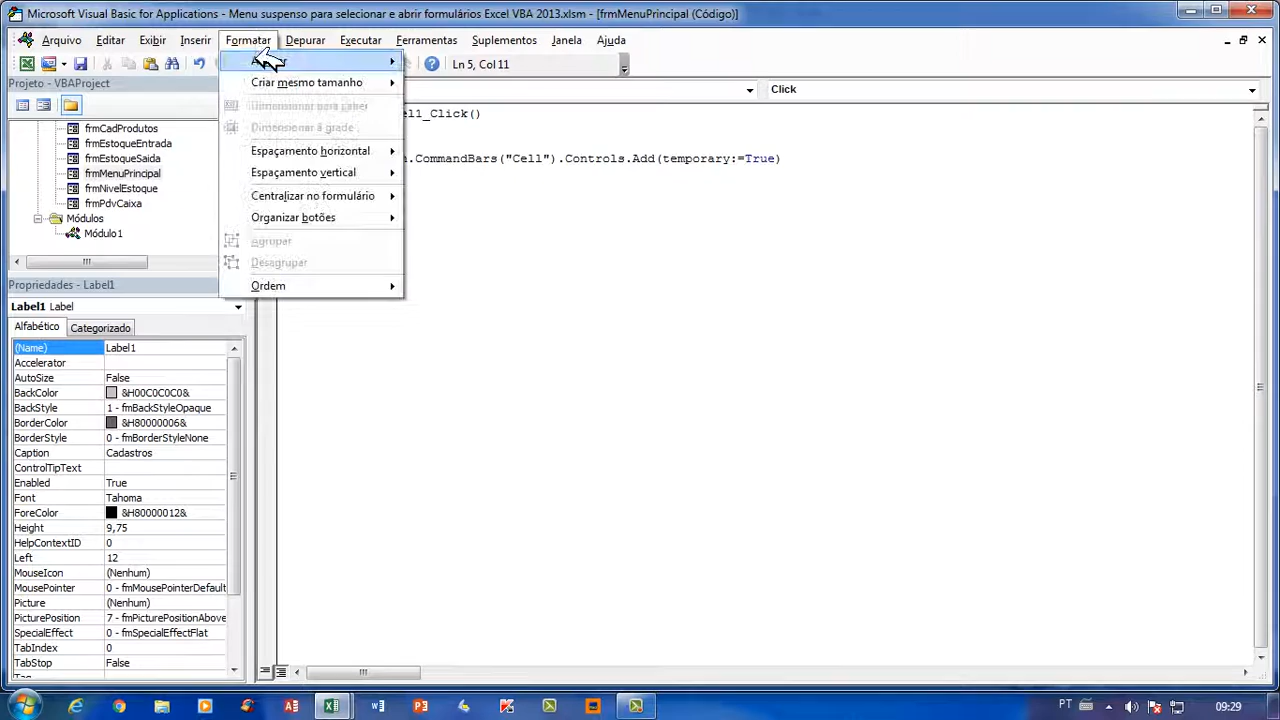 Microsoft Visual Basic for Applications - Menu suspenso para selecionar e abrir formulários Excel VBA 2013.xlsm - [frmMenuPrincipal (Código)]
Arquivo Editar Exibir Inserir Formatar Depurar Executar Ferramentas Suplementos Janela Ajuda
Ln 5, Col 11
Projeto - VBAProject
Click
frmCadProdutos
frmEstoqueEntrada
frmEstoqueSaida
frmMenuPrincipal
frmNivelEstoque
frmPdvCaixa
Módulos
Módulo1
Criar mesmo tamanho
Dimensionar para caber
Dimensionar à grade
Espaçamento horizontal
Espaçamento vertical
Centralizar no formulário
Organizar botões
Agrupar
Desagrupar
Ordem
el1_Click()
.CommandBars("Cell").Controls.Add(temporary:=True)
Propriedades - Label1
Label1 Label
Alfabético Categorizado
(Name) Label1
Accelerator
AutoSize False
BackColor &H00C0C0C0&
BackStyle 1 - fmBackStyleOpaque
BorderColor &H80000006&
BorderStyle 0 - fmBorderStyleNone
Caption Cadastros
ControlTipText
Enabled True
Font Tahoma
ForeColor &H80000012&
Height 9,75
HelpContextID 0
Left 12
MouseIcon (Nenhum)
MousePointer 0 - fmMousePointerDefault
Picture (Nenhum)
PicturePosition 7 - fmPicturePositionAbove
SpecialEffect 0 - fmSpecialEffectFlat
TabIndex 0
TabStop False
PT 09:29